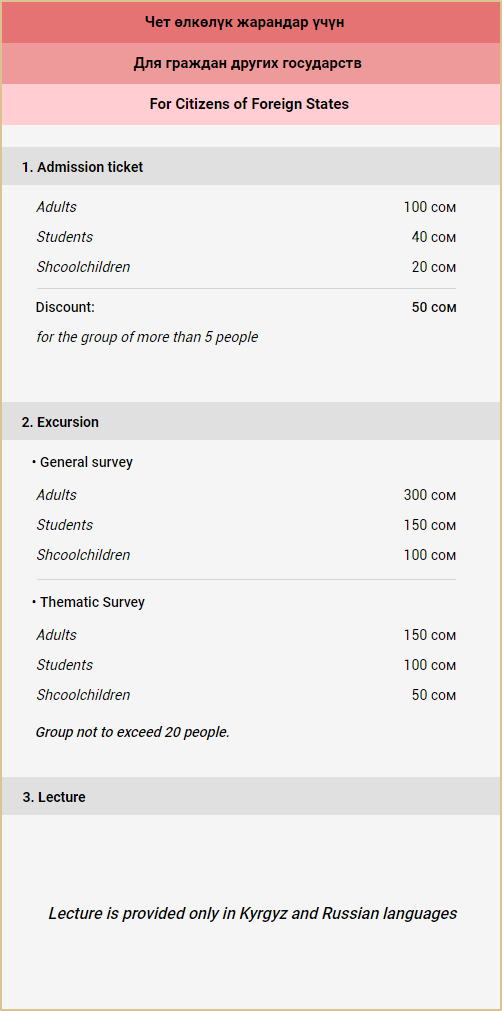 Чет өлкөлүк жарандар үчүн
Для граждан других государств
For Citizens of Foreign States
1. Admission ticket
Adults 100 сом
Students 40 сом
Shcoolchildren 20 сом
Discount: 50 сом
for the group of more than 5 people
2. Excursion
• General survey
Adults 300 сом
Students 150 сом
Shcoolchildren 100 сом
• Thematic Survey
Adults 150 сом
Students 100 сом
Shcoolchildren 50 сом
Group not to exceed 20 people.
3. Lecture
Lecture is provided only in Kyrgyz and Russian languages